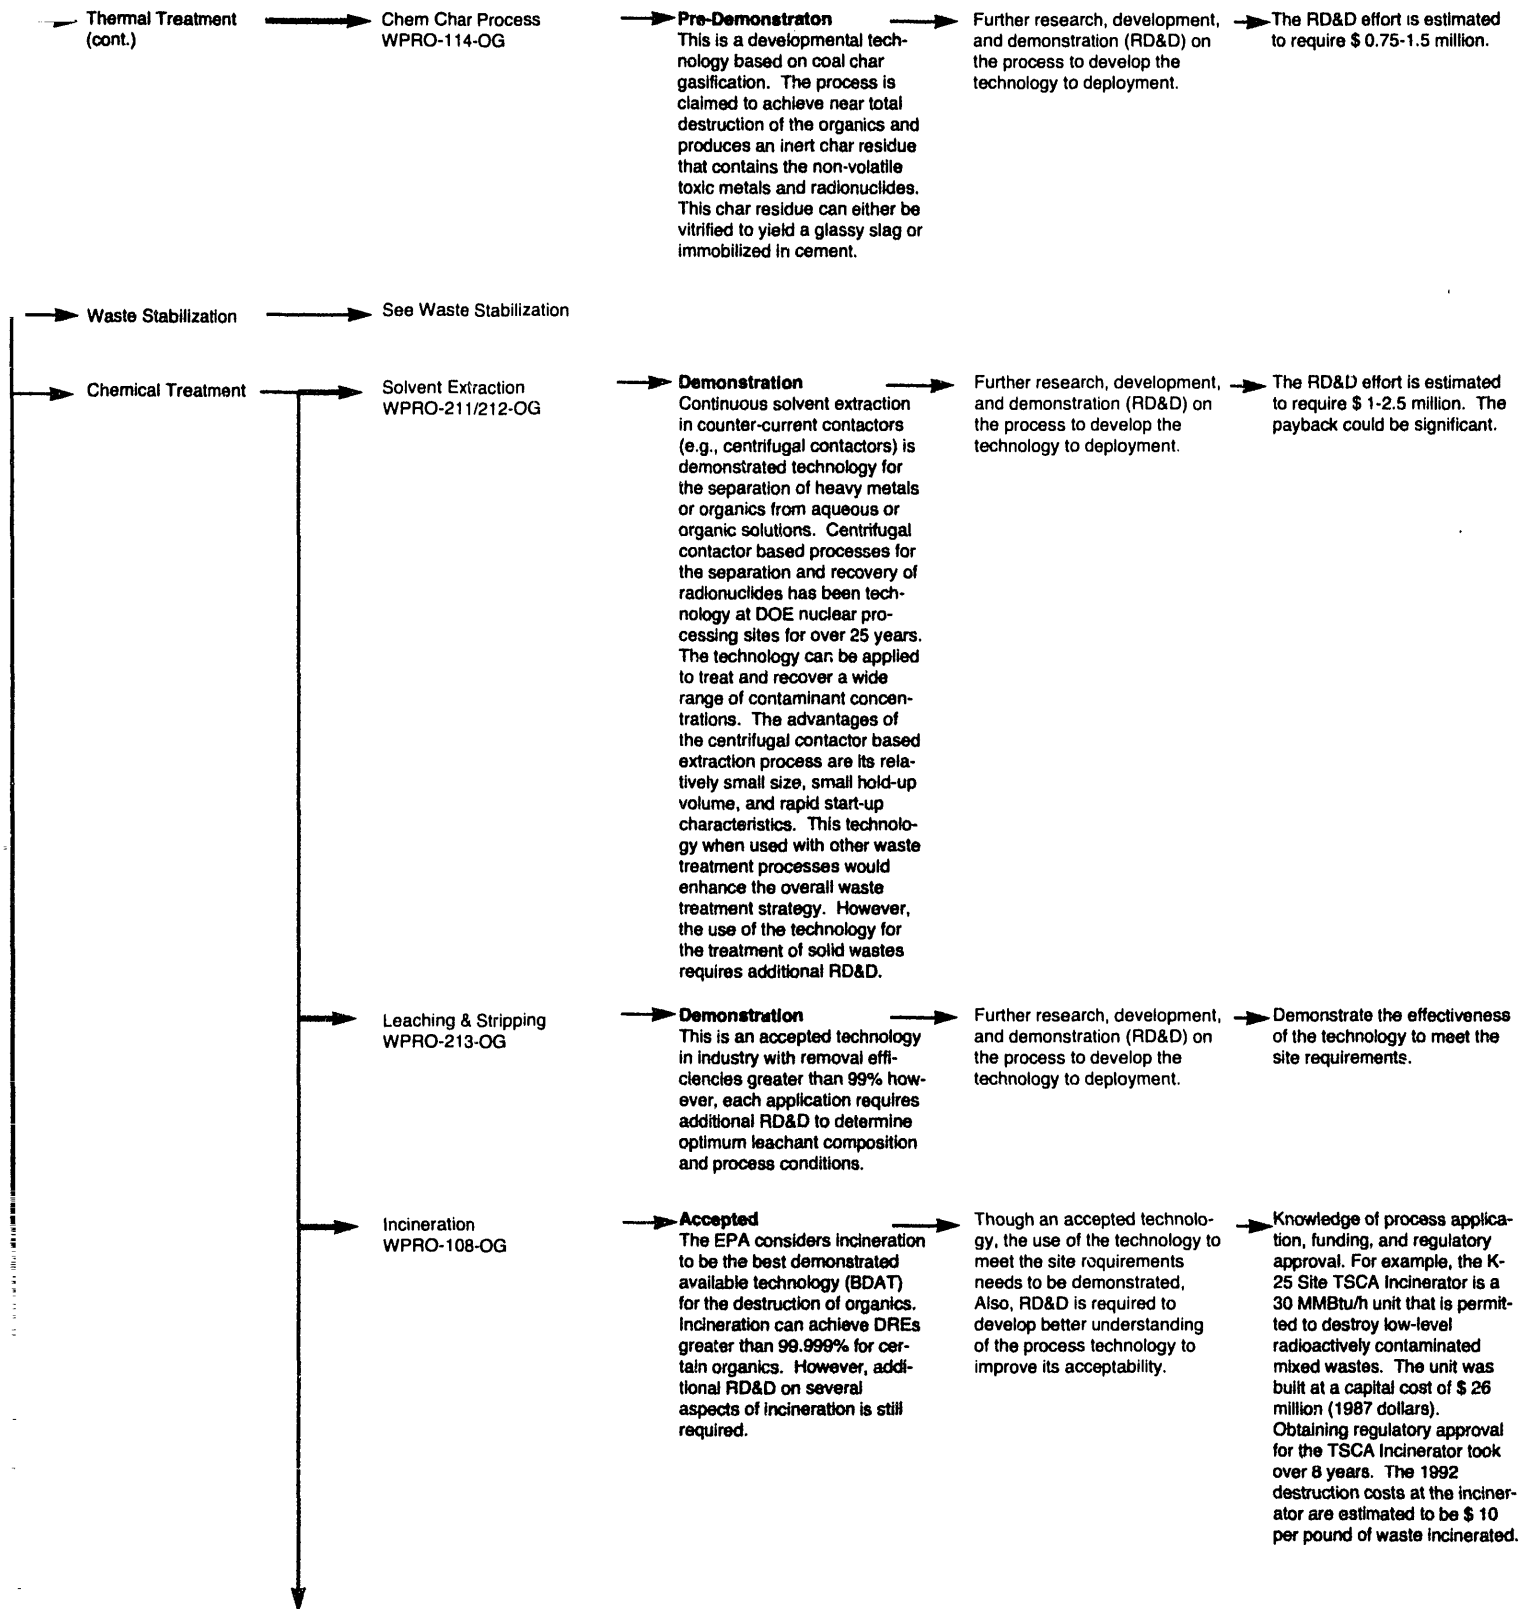 Thermal Treatment
(cont.)
Chem Char Process
WPRO-114-OG
Pre-Demonstraton
This is a developmental tech-
nology based on coal char
gasification. The process is
claimed to achieve near total
destruction of the organics and
produces an inert char residue
that contains the non-volatile
toxic metals and radionuclides.
This char residue can either be
vitrified to yield a glassy slag or
immobilized in cement.
Further research, development,
and demonstration (RD&D) on
the process to develop the
technology to deployment.
The RD&D effort is estimated
to require $ 0.75-1.5 million.
Waste Stabilization
See Waste Stabilization
Chemical Treatment
Solvent Extraction
WPRO-211/212-OG
Demonstration
Continuous solvent extraction
in counter-current contactors
(e.g., centrifugal contactors) is
demonstrated technology for
the separation of heavy metals
or organics from aqueous or
organic solutions. Centrifugal
contactor based processes for
the separation and recovery of
radionuclides has been tech-
nology at DOE nuclear pro-
cessing sites for over 25 years.
The technology can be applied
to treat and recover a wide
range of contaminant concen-
trations. The advantages of
the centrifugal contactor based
extraction process are its rela-
tively small size, small hold-up
volume, and rapid start-up
characteristics. This technolo-
gy when used with other waste
treatment processes would
enhance the overall waste
treatment strategy. However,
the use of the technology for
the treatment of solid wastes
requires additional RD&D.
Further research, development,
and demonstration (RD&D) on
the process to develop the
technology to deployment.
The RD&D effort is estimated
to require $ 1-2.5 million. The
payback could be significant.
Leaching & Stripping
WPRO-213-OG
Demonstration
This is an accepted technology
in industry with removal effi-
ciencies greater than 99% how-
ever, each application requires
additional RD&D to determine
optimum leachant composition
and process conditions.
Further research, development,
and demonstration (RD&D) on
the process to develop the
technology to deployment.
Demonstrate the effectiveness
of the technology to meet the
site requirements.
Incineration
WPRO-108-OG
Accepted
The EPA considers incineration
to be the best demonstrated
available technology (BDAT)
for the destruction of organics.
Incineration can achieve DREs
greater than 99.999% for cer-
tain organics. However, addi-
tional RD&D on several
aspects of incineration is still
required.
Though an accepted technolo-
gy, the use of the technology to
meet the site requirements
needs to be demonstrated,
Also, RD&D is required to
develop better understanding
of the process technology to
improve its acceptability.
Knowledge of process applica-
tion, funding, and regulatory
approval. For example, the K-
25 Site TSCA Incinerator is a
30 MMBtu/h unit that is permit-
ted to destroy low-level
radioactively contaminated
mixed wastes. The unit was
built at a capital cost of $ 26
million (1987 dollars).
Obtaining regulatory approval
for the TSCA Incinerator took
over 8 years. The 1992
destruction costs at the inciner-
ator are estimated to be $ 10
per pound of waste incinerated.